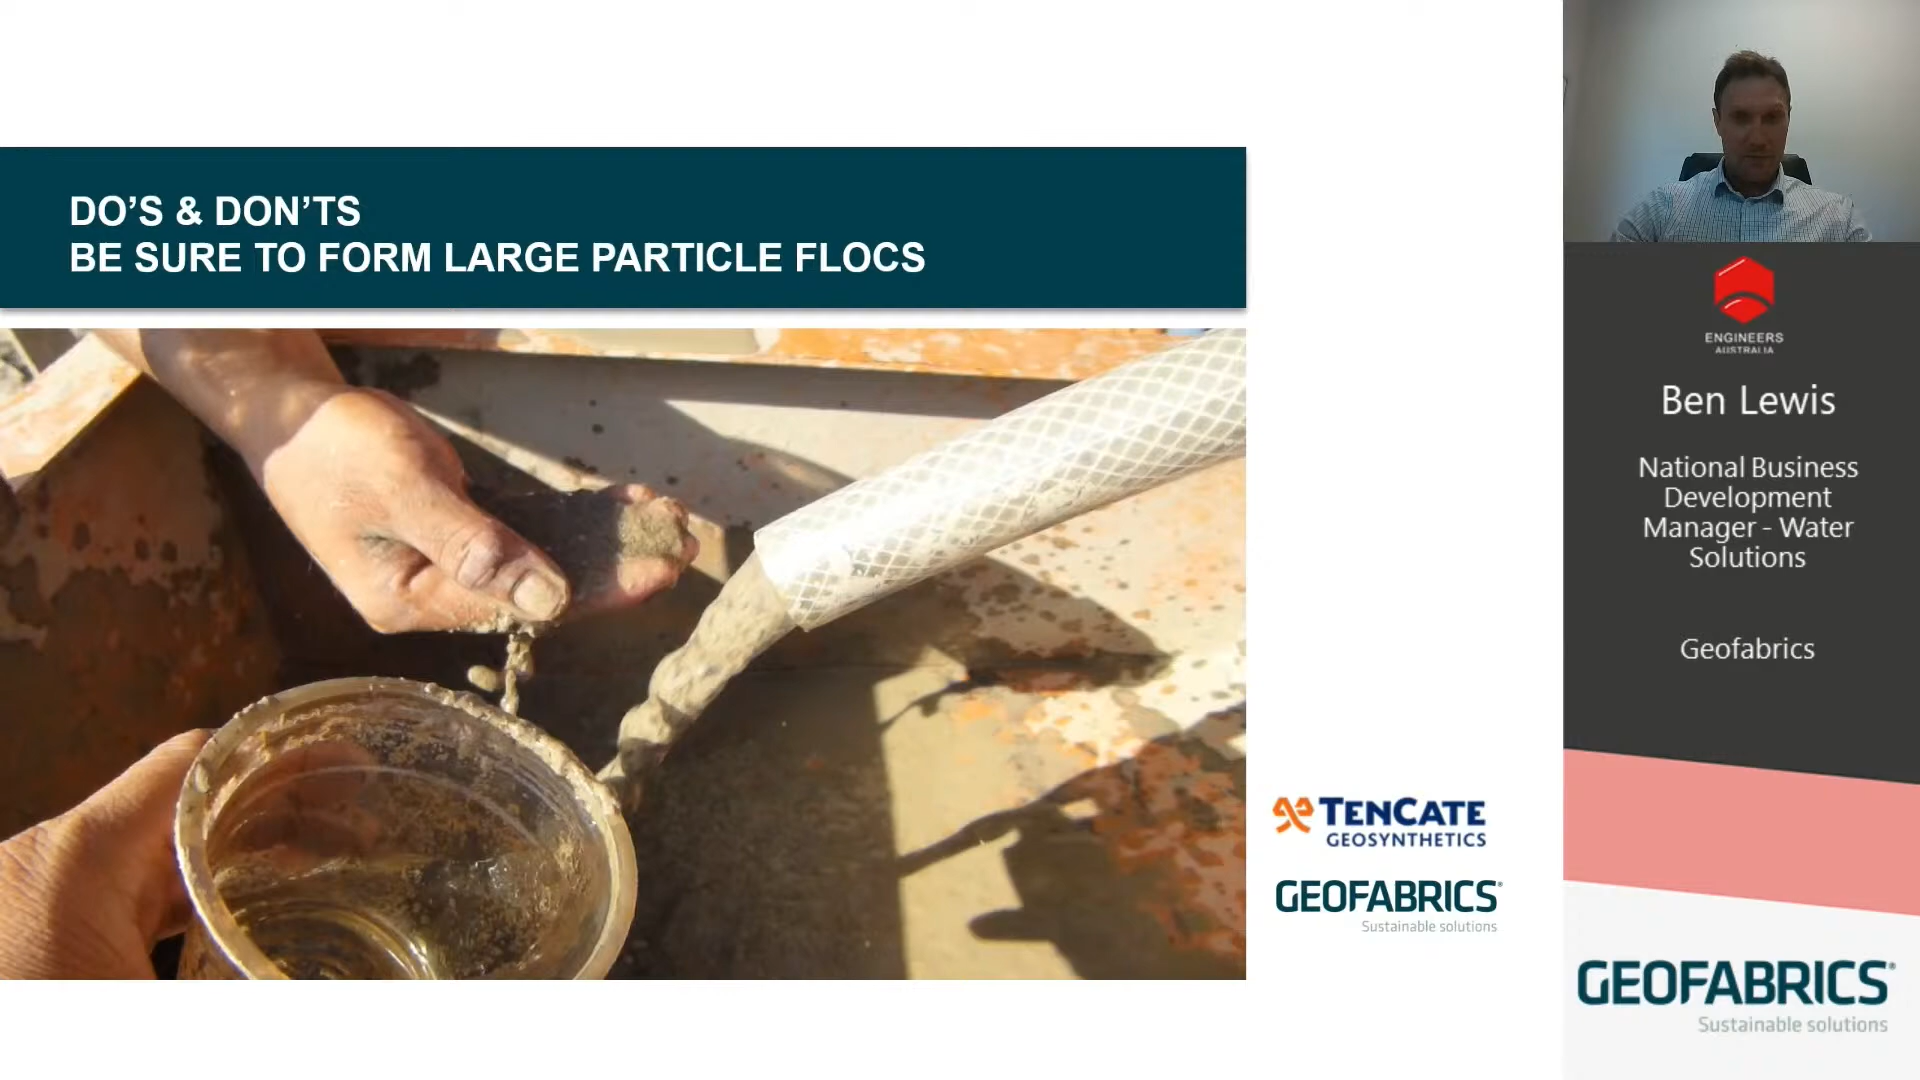 DO'S & DON'TS
BE SURE TO FORM LARGE PARTICLE FLOCS
TENCATE
GEOSYNTHETICS
GEOFABRICS®
Sustainable solutions
ENGINEERS
AUSTRALIA
Ben Lewis
National Business
Development
Manager - Water
Solutions
Geofabrics
GEOFABRICS®
Sustainable solutions